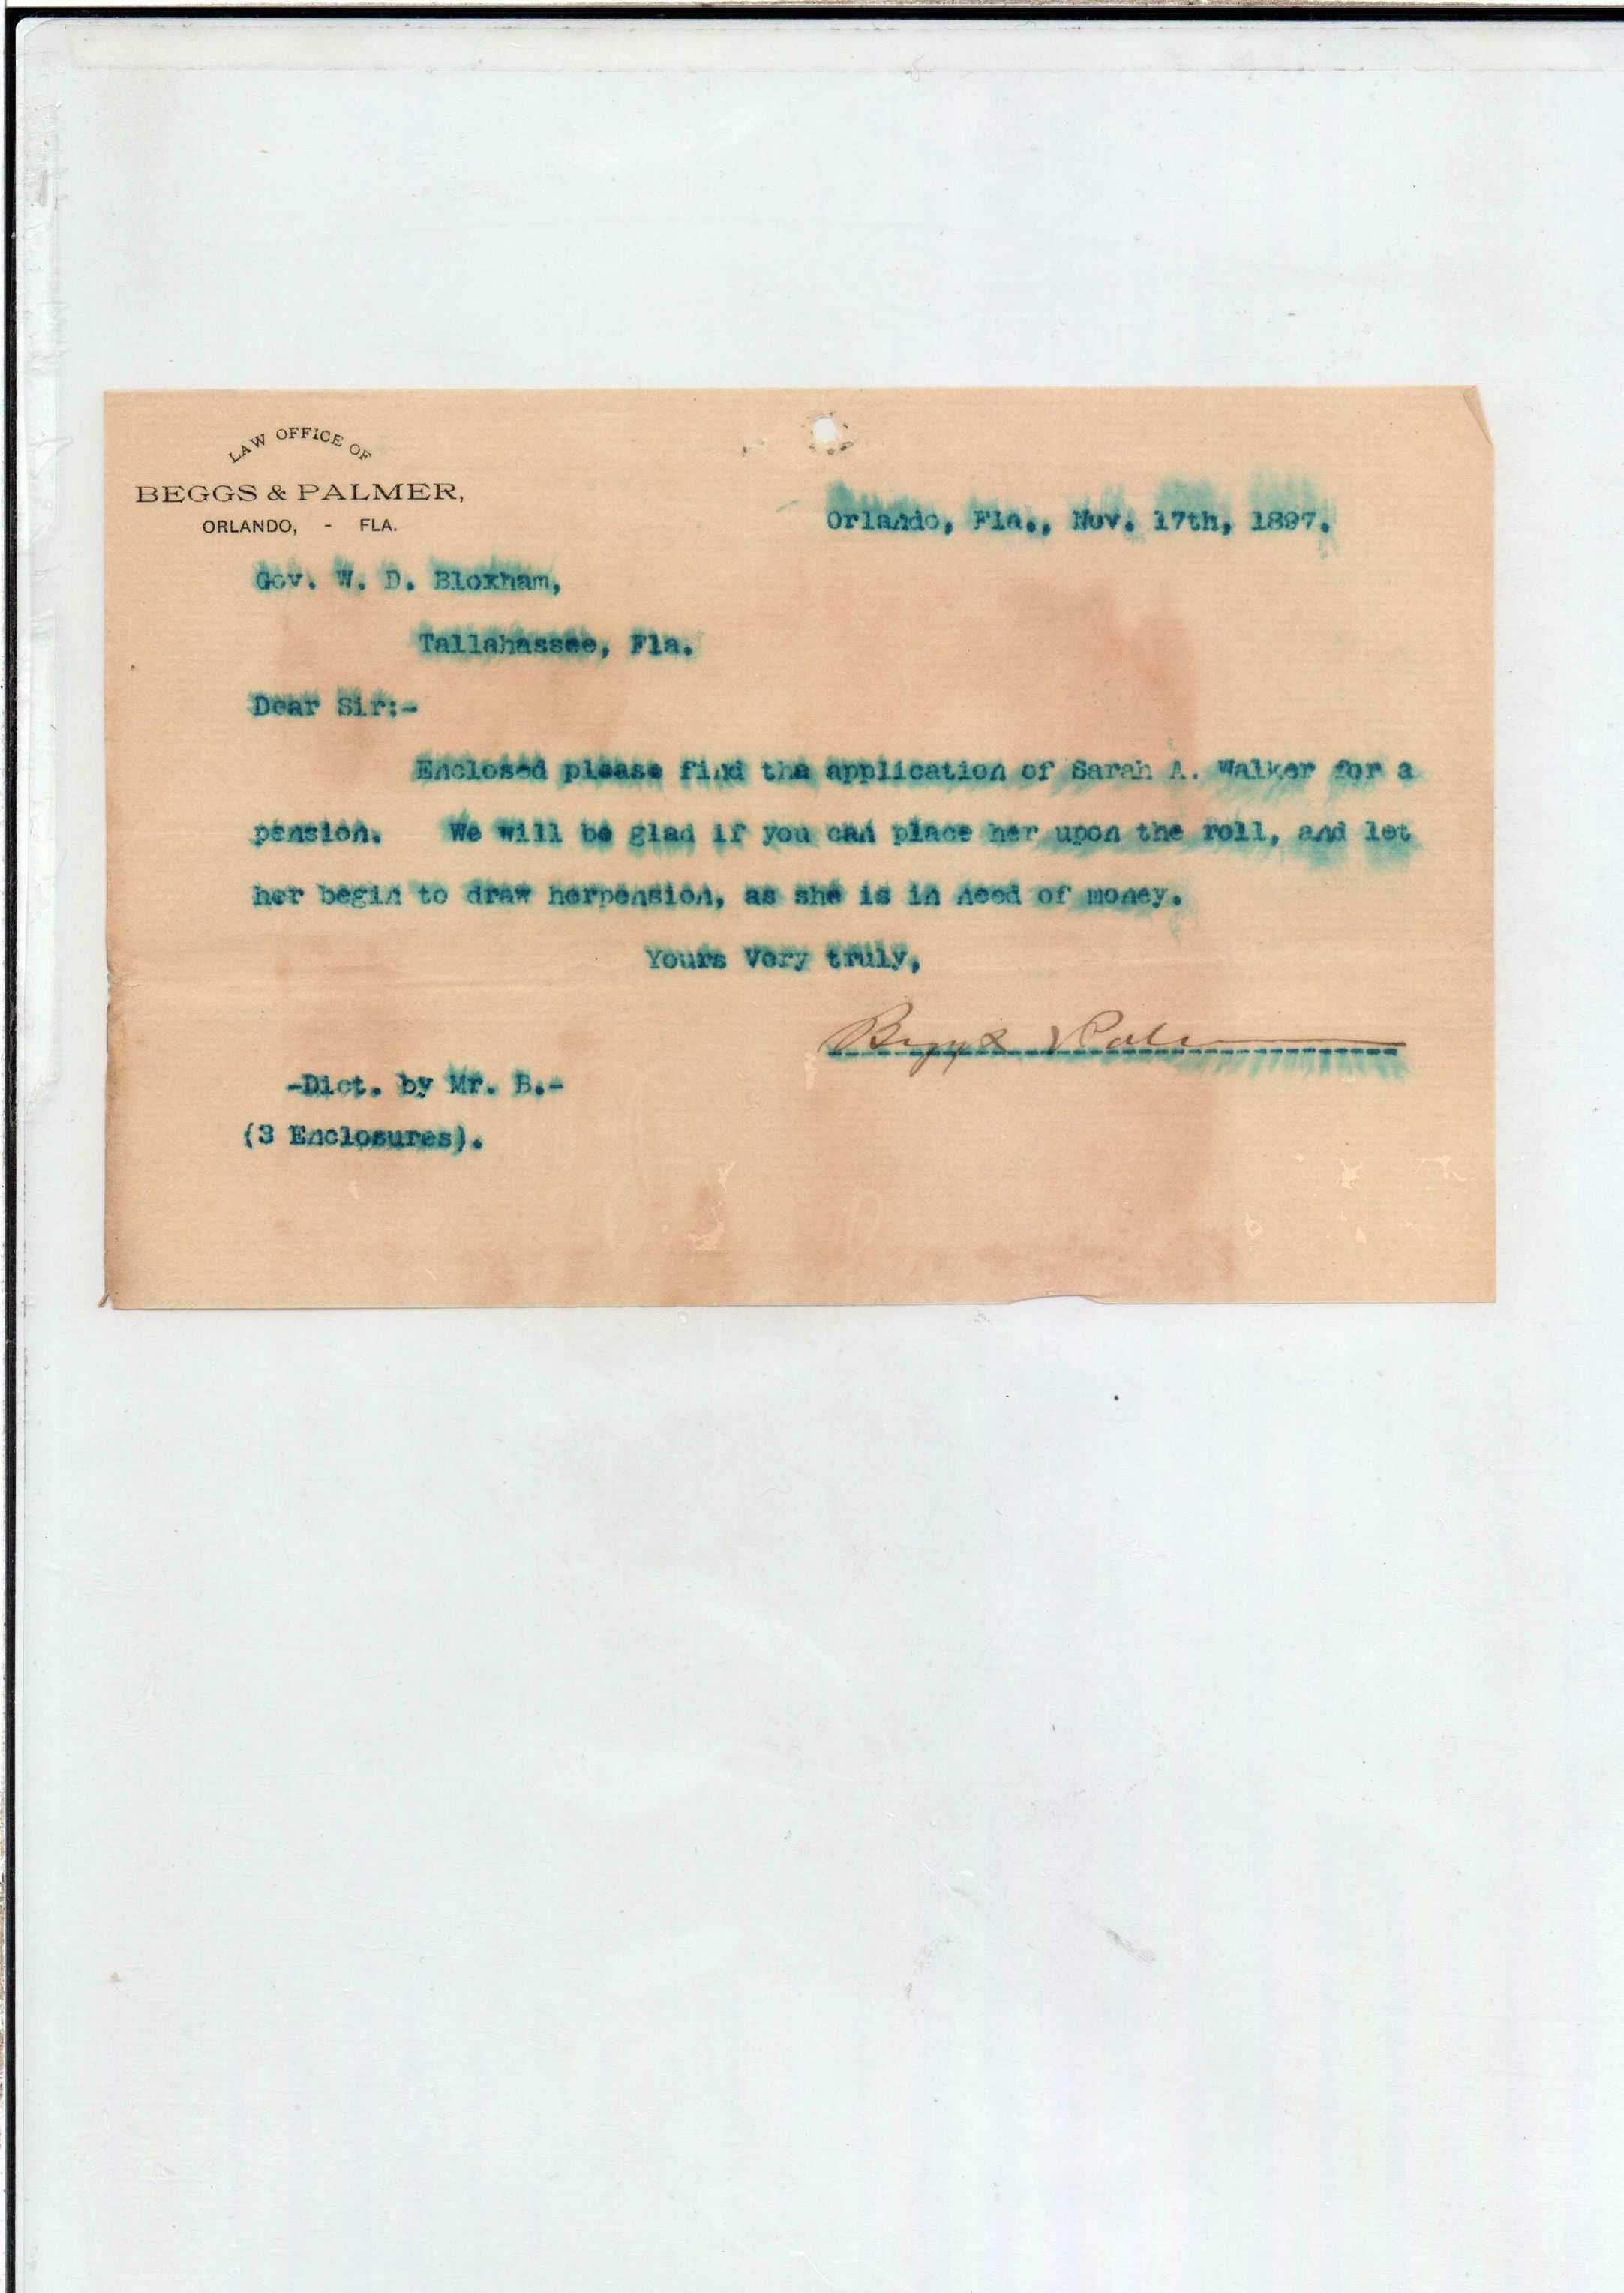 LAW OFFICE OF
BEGGS & PALMER,
ORLANDO, - FLA.
Orlando, Fla., Nov. 17th, 1897.
Gov. W. D. Bloxham,
Tallahassee, Fla.
Dear Sir:-
Enclosed please find the application of Sarah A. Walker for a
pension. We will be glad if you can place her upon the roll, and let
her begin to draw herpension, as she is in need of money.
Yours Very truly,
Beggs & Palmer
-Dict. by Mr. B.-
(3 Enclosures).